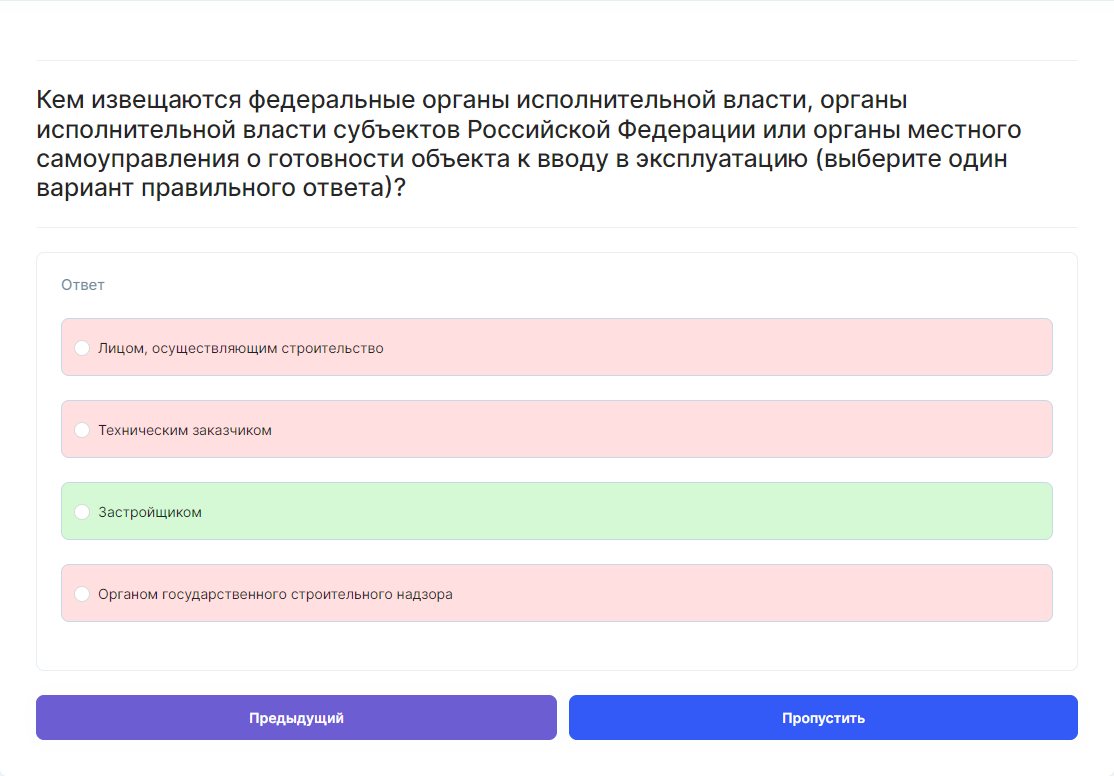 Кем извещаются федеральные органы исполнительной власти, органы
исполнительной власти субъектов Российской Федерации или органы местного
самоуправления о готовности объекта к вводу в эксплуатацию (выберите один
вариант правильного ответа)?
Ответ
Лицом, осуществляющим строительство
Техническим заказчиком
Застройщиком
Органом государственного строительного надзора
Предыдущий
Пропустить